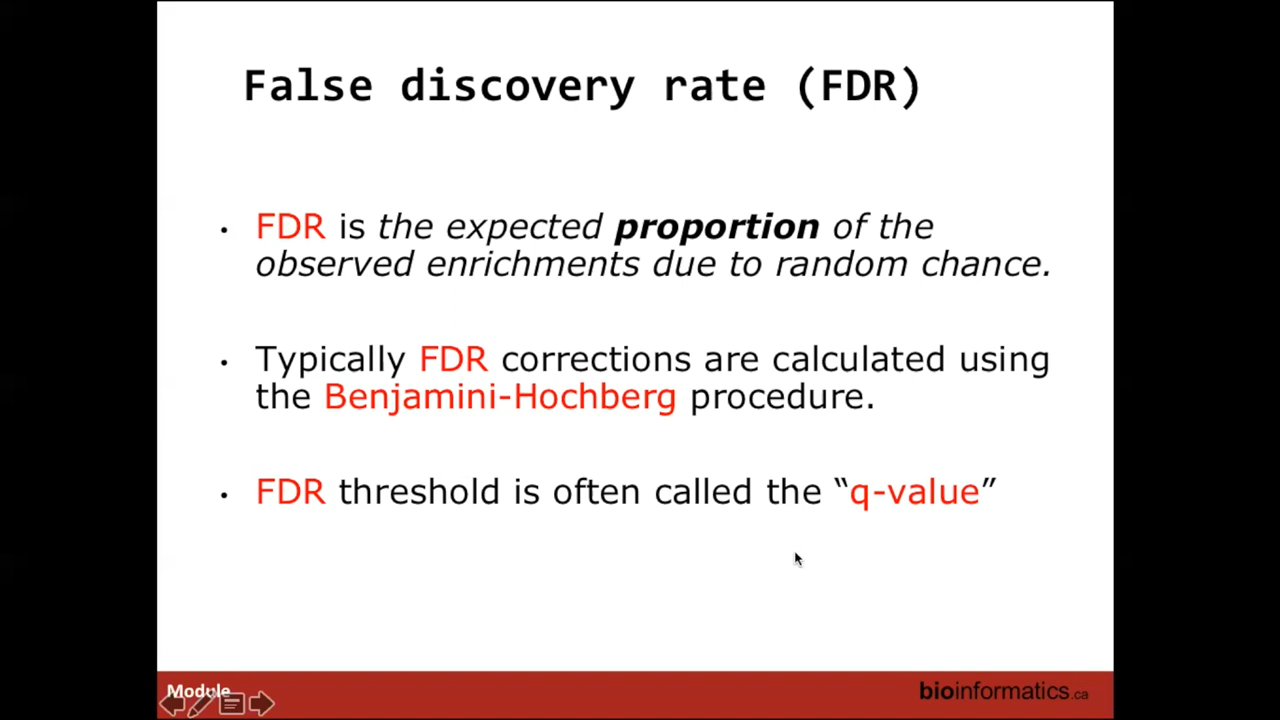 False discovery rate (FDR)
• FDR is the expected proportion of the
observed enrichments due to random chance.
• Typically FDR corrections are calculated using
the Benjamini-Hochberg procedure.
• FDR threshold is often called the “q-value”
Module
bioinformatics.ca